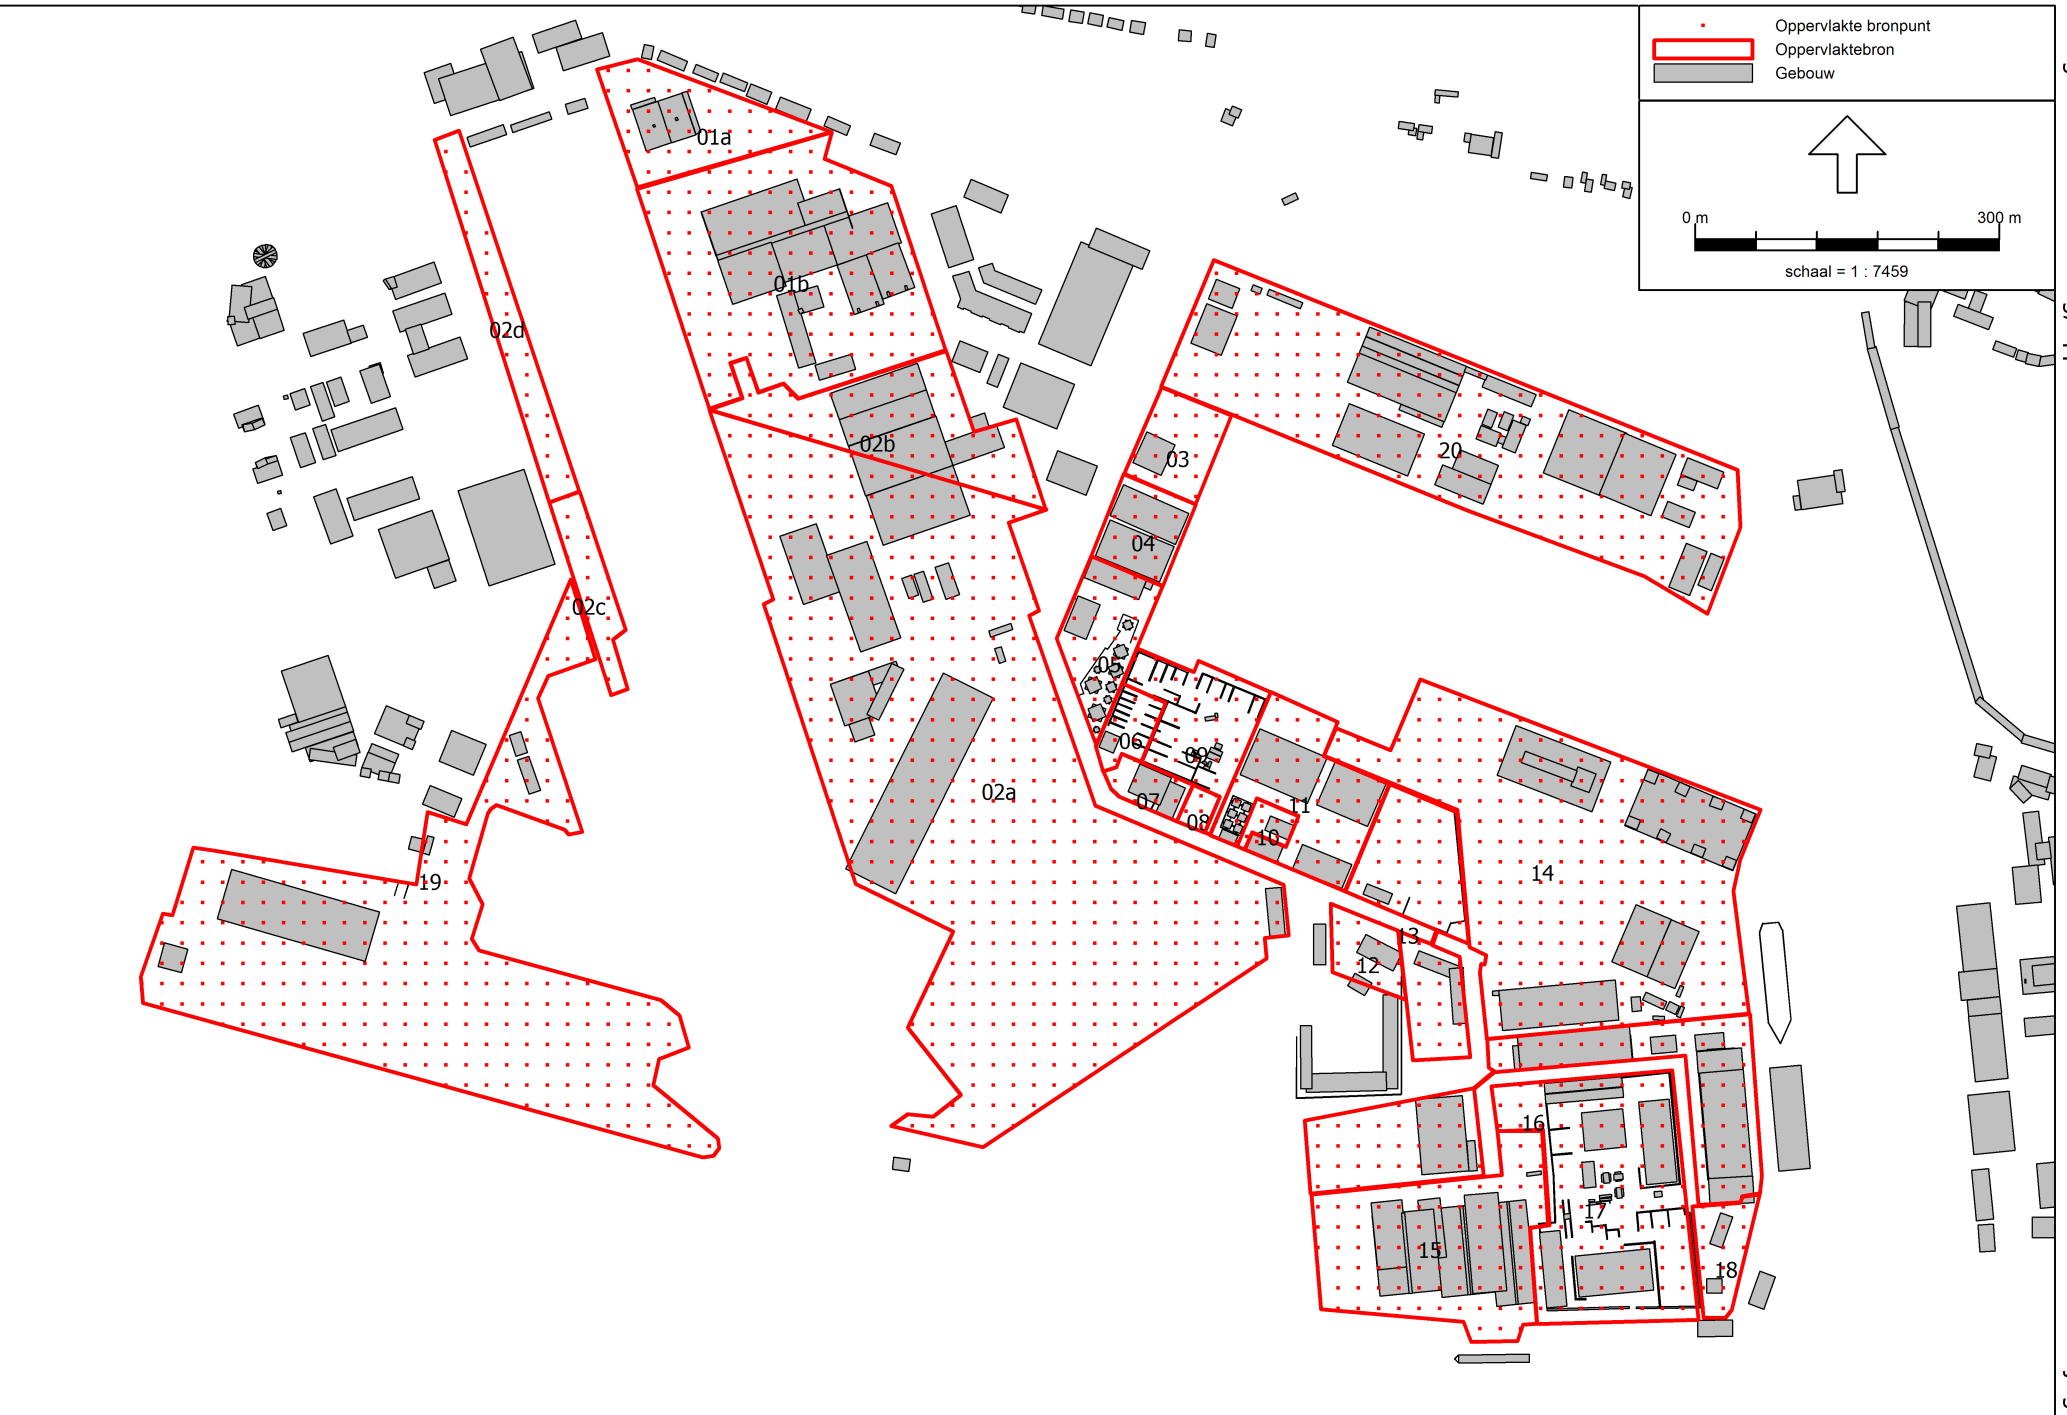 Oppervlakte bronpunt
Oppervlaktebron
Gebouw
0 m 300 m
schaal = 1 : 7459
01a
01b
02d
02b
03
20
04
02c
05
06
09
02a
07
08
11
10
14
19
13
12
16
17
15
18